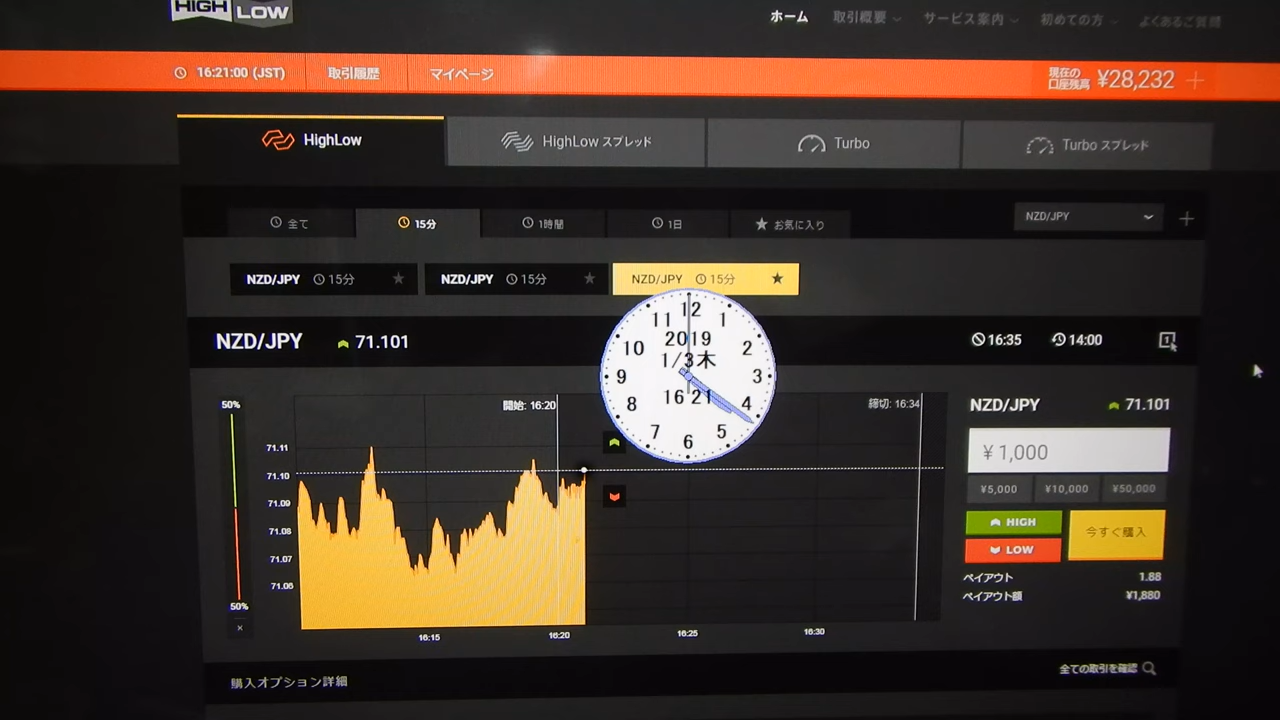 HIGH LOW
ホーム 取引概要 サービス案内 初めての方 よくあるご質問
16:21:00 (JST) 取引履歴 マイページ 現在の口座残高 ¥28,232 +
HighLow HighLow スプレッド Turbo Turbo スプレッド
全て 15分 1時間 1日 お気に入り NZD/JPY +
NZD/JPY 15分 NZD/JPY 15分 NZD/JPY 15分
NZD/JPY 71.101 16:35 14:00
12 1 2 3 4 5 6 7 8 9 10 11
2019
1/3木
16 21
50%
開始: 16:20
締切: 16:34
71.11
71.10
71.09
71.08
71.07
71.06
50%
×
16:15 16:20 16:25 16:30
NZD/JPY 71.101
¥ 1,000
¥5,000 ¥10,000 ¥50,000
HIGH
LOW
今すぐ購入
ペイアウト 1.88
ペイアウト額 ¥1,880
購入オプション詳細 全ての取引を確認